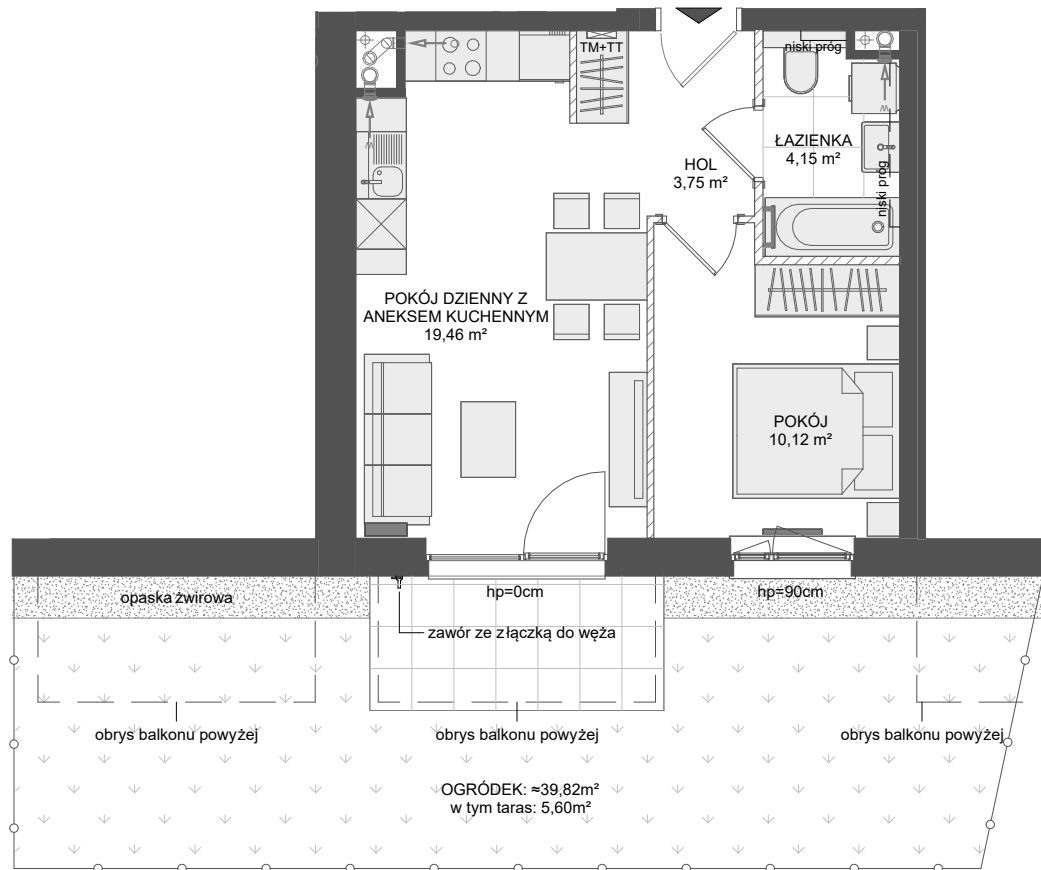 TM+TT
niski próg
ŁAZIENKA
4,15 m²
HOL
3,75 m²
niski próg
POKÓJ DZIENNY Z
ANEKSEM KUCHENNYM
19,46 m²
POKÓJ
10,12 m²
opaska żwirowa
hp=0cm
hp=90cm
zawór ze złączką do węża
obrys balkonu powyżej
obrys balkonu powyżej
obrys balkonu powyżej
OGRÓDEK: ≈39,82m²
w tym taras: 5,60m²